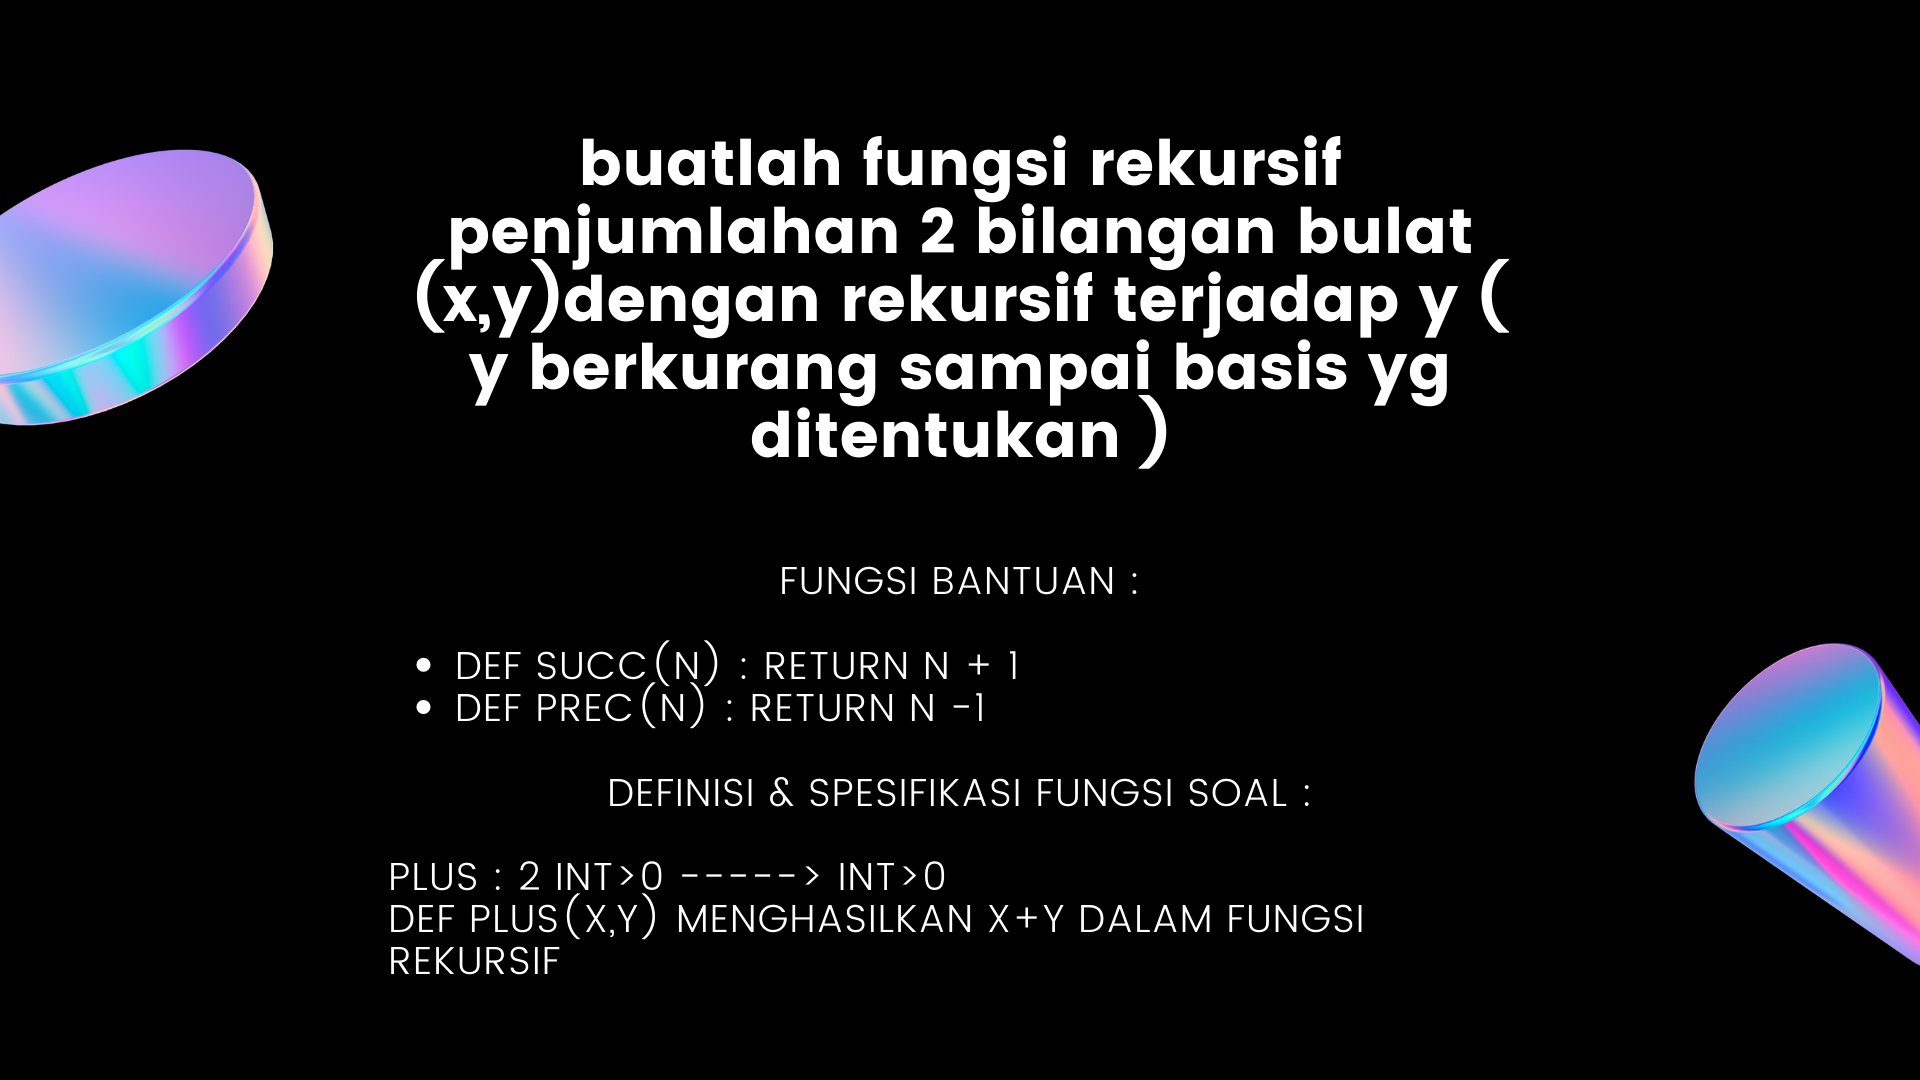 buatlah fungsi rekursif
penjumlahan 2 bilangan bulat
(x,y)dengan rekursif terjadap y (
y berkurang sampai basis yg
ditentukan )
FUNGSI BANTUAN :
• DEF SUCC(N) : RETURN N + 1
• DEF PREC(N) : RETURN N -1
DEFINISI & SPESIFIKASI FUNGSI SOAL :
PLUS : 2 INT>0 -----> INT>0
DEF PLUS(X,Y) MENGHASILKAN X+Y DALAM FUNGSI
REKURSIF